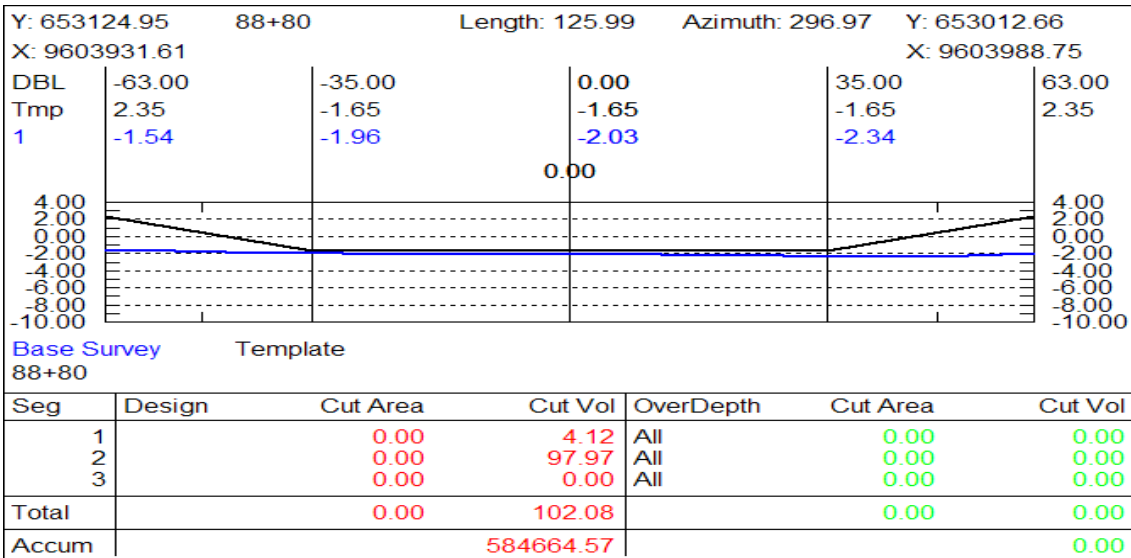 Y: 653124.95 88+80 Length: 125.99 Azimuth: 296.97 Y: 653012.66
X: 9603931.61 X: 9603988.75
DBL -63.00 -35.00 0.00 35.00 63.00
Tmp 2.35 -1.65 -1.65 -1.65 2.35
1 -1.54 -1.96 -2.03 -2.34
0.00
4.00 4.00
2.00 2.00
0.00 0.00
-2.00 -2.00
-4.00 -4.00
-6.00 -6.00
-8.00 -8.00
-10.00 -10.00
Base Survey Template
88+80
Seg Design Cut Area Cut Vol OverDepth Cut Area Cut Vol
1 0.00 4.12 All 0.00 0.00
2 0.00 97.97 All 0.00 0.00
3 0.00 0.00 All 0.00 0.00
Total 0.00 102.08 0.00 0.00
Accum 584664.57 0.00